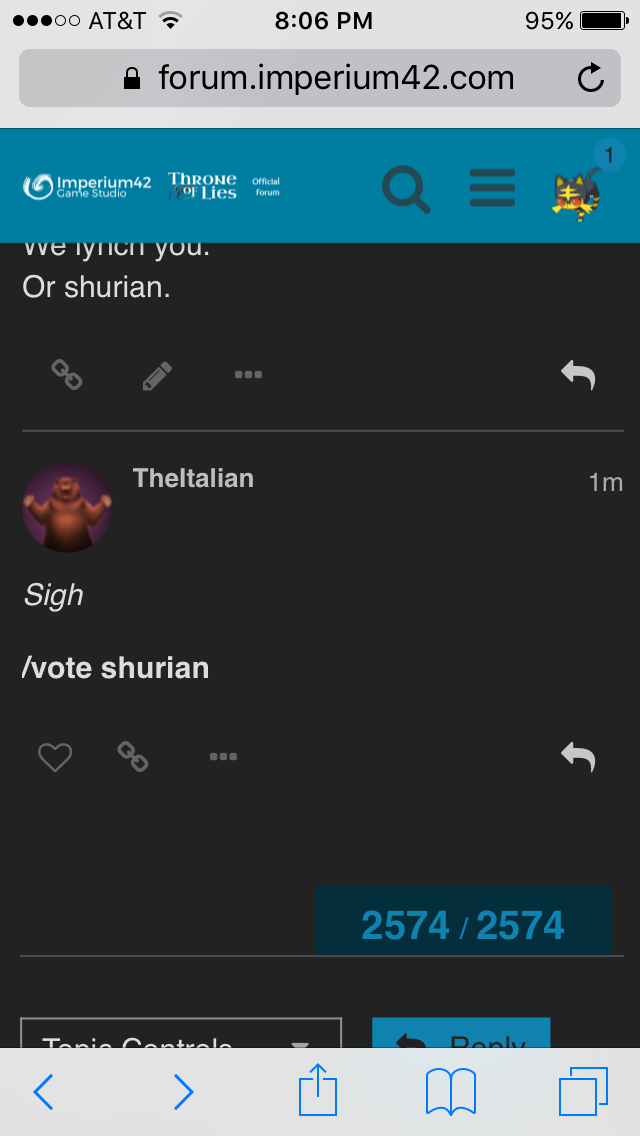 AT&T 8:06 PM 95%
forum.imperium42.com
Imperium42
Game Studio
THRONE
OF LIES
Official
Forum
1
We lynch you.
Or shurian.
TheItalian 1m
Sigh
/vote shurian
2574 / 2574
Topic Controls Reply